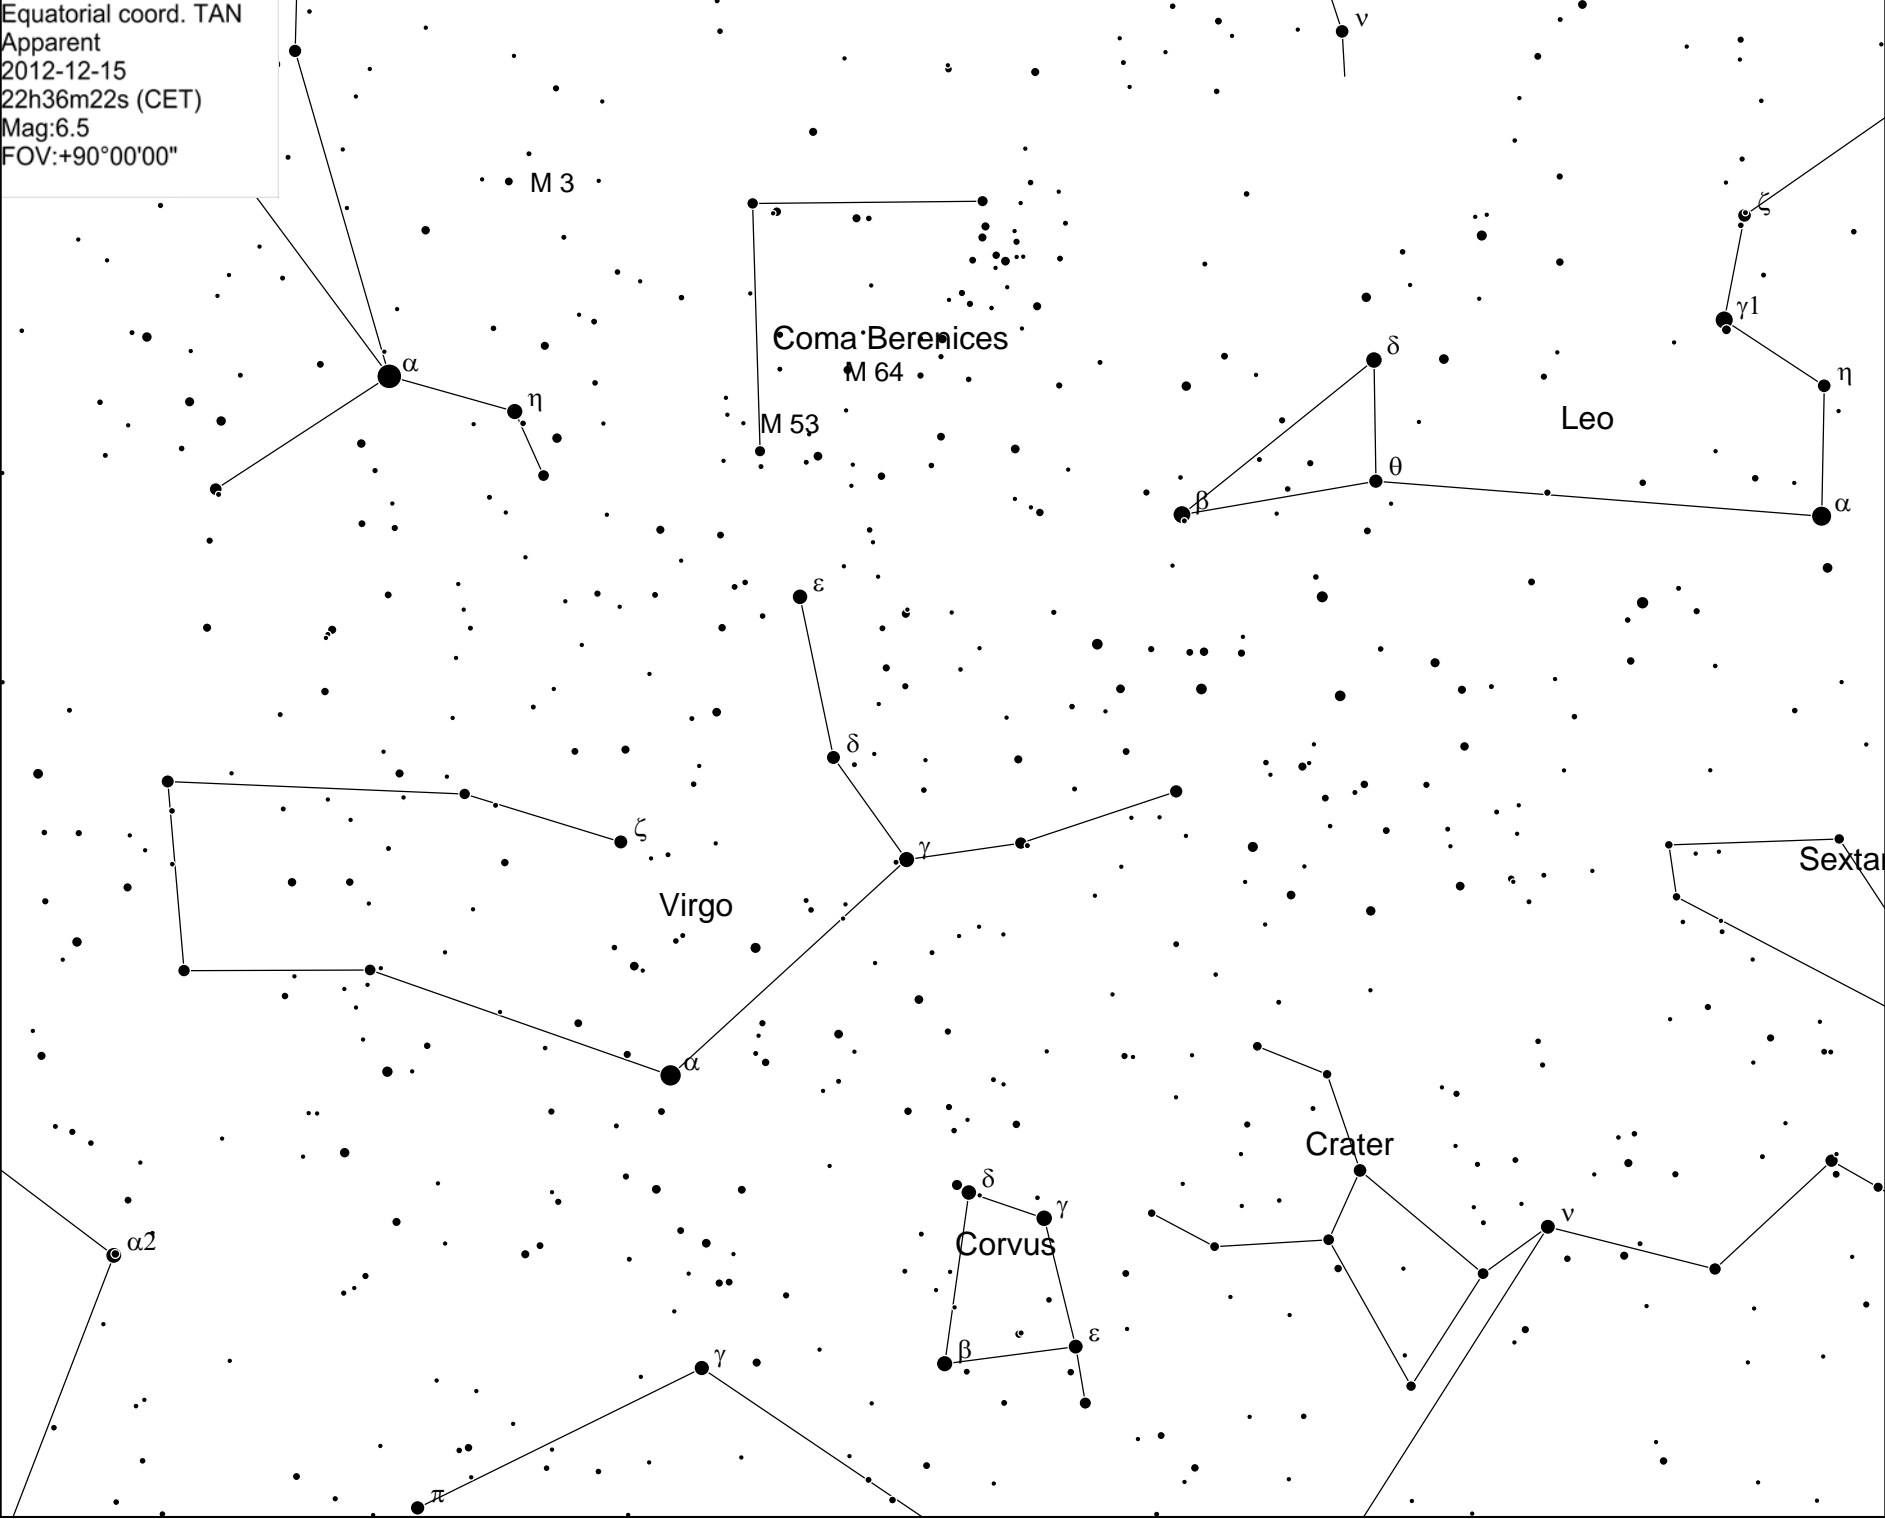 Equatorial coord. TAN
Apparent
2012-12-15
22h36m22s (CET)
Mag:6.5
FOV:+90°00'00"
ν
M 3
ζ
γ1
Coma Berenices
δ
α
M 64
η
η
Leo
M 53
θ
β
α
ε
δ
ζ
γ
Sextar
Virgo
α
Crater
δ
γ
ν
α2
Corvus
ε
β
γ
π